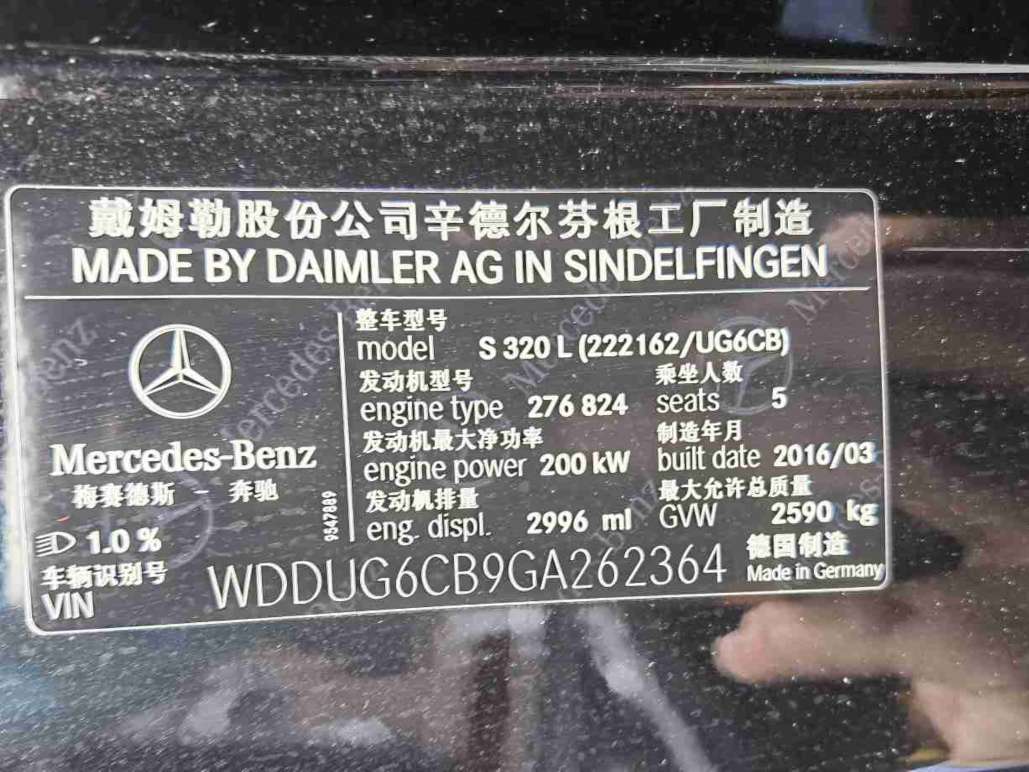 戴姆勒股份公司辛德尔芬根工厂制造
MADE BY DAIMLER AG IN SINDELFINGEN
整车型号
model S 320 L (222162/UG6CB)
发动机型号 乘坐人数
engine type 276 824 seats 5
发动机最大净功率 制造年月
engine power 200 kW built date 2016/03
发动机排量 最大允许总质量
eng. displ. 2996 ml GVW 2590 kg
Mercedes-Benz
梅赛德斯 - 奔驰
9547889
1.0 %
车辆识别号
VIN WDDUG6CB9GA262364
德国制造
Made in Germany